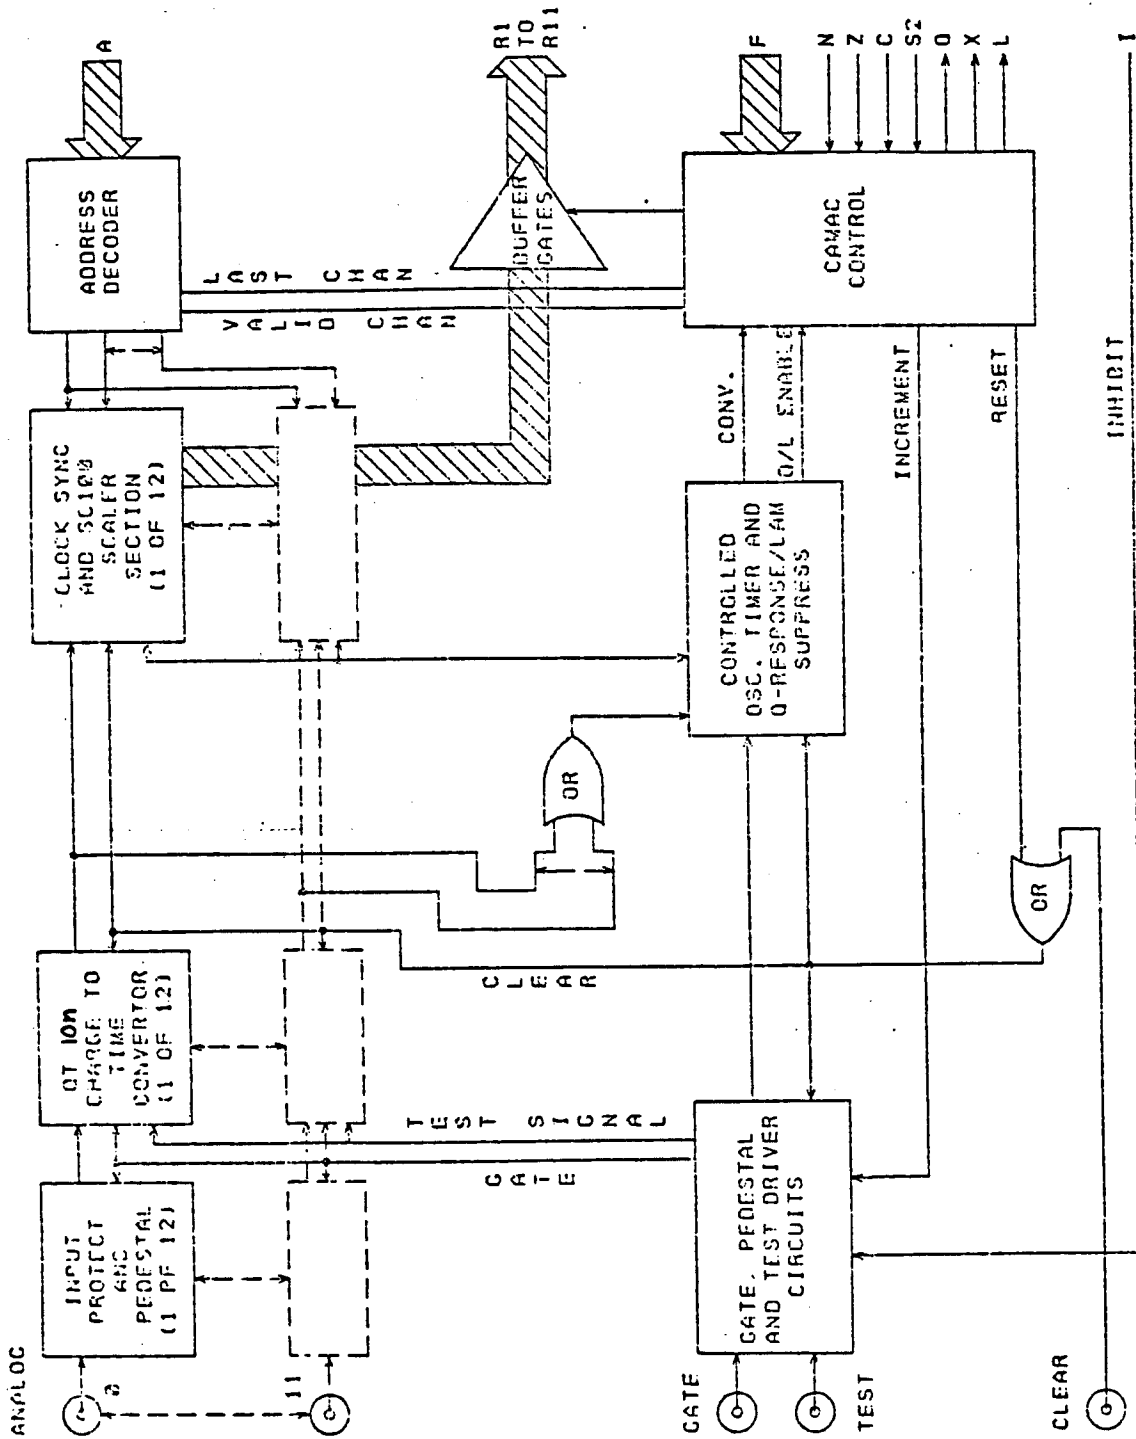 ANALOG
0
11
INPUT
PROTECT
AND
PEDESTAL
(1 PF 12)
QT 10n
CHARGE TO
TIME
CONVERTOR
(1 OF 12)
CLOCK SYNC
AND SC100
SCALER
SECTION
(1 OF 12)
ADDRESS
DECODER
A
LAST CHAN
VALID CHAN
R1
TO
R11
BUFFER
GATES
TEST SIGNAL
GATE
CLEAR
OR
GATE
TEST
GATE, PEDESTAL
AND TEST DRIVER
CIRCUITS
CONTROLLED
OSC. TIMER AND
Q-RESPONSE/LAM
SUPPRESS
CONV.
Q/L ENABLE
INCREMENT
RESET
CAMAC
CONTROL
F
N
Z
C
S2
Q
X
L
OR
CLEAR
INHIBIT
I